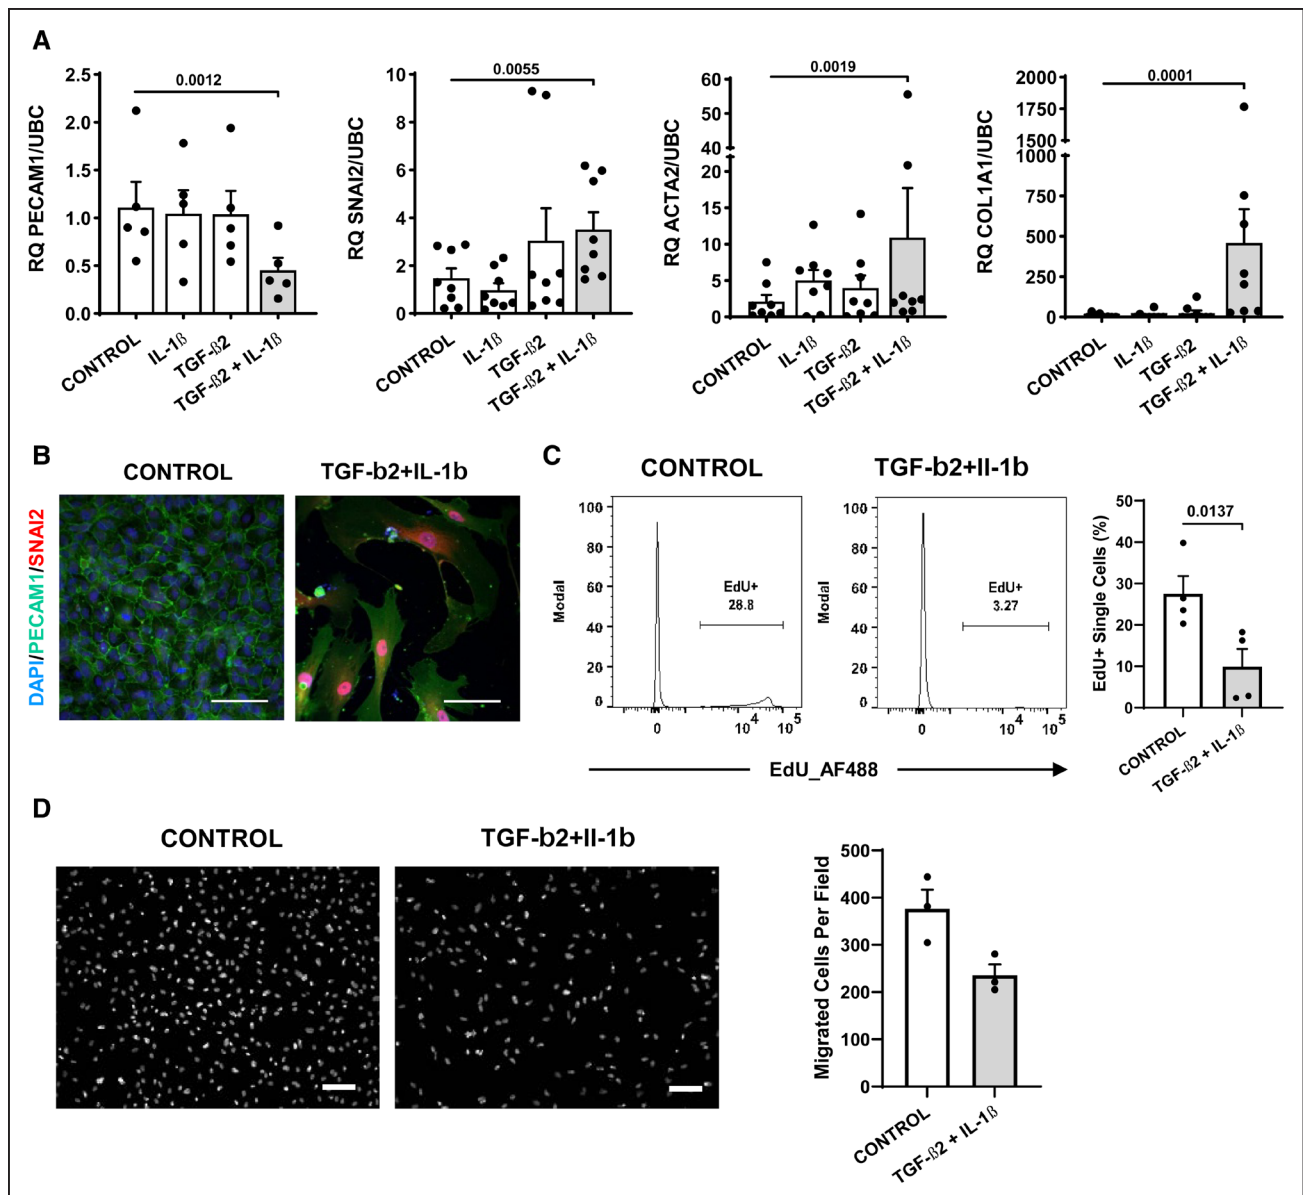 A
RQ PECAM1/UBC
2.5
2.0
1.5
1.0
0.5
0.0
0.0012
CONTROL
IL-1ß
TGF-ß2
TGF-ß2 + IL-1ß
RQ SNAI2/UBC
10
8
6
4
2
0
0.0055
CONTROL
IL-1ß
TGF-ß2
TGF-ß2 + IL-1ß
RQ ACTA2/UBC
60
50
40
20
15
10
5
0
0.0019
CONTROL
IL-1ß
TGF-ß2
TGF-ß2 + IL-1ß
RQ COL1A1/UBC
2000
1750
1500
1000
750
500
250
0
0.0001
CONTROL
IL-1ß
TGF-ß2
TGF-ß2 + IL-1ß
B
CONTROL
TGF-b2+IL-1b
DAPI/PECAM1/SNAI2
C
CONTROL
TGF-b2+Il-1b
Modal
100
80
60
40
20
0
EdU+
28.8
0
10^4
10^5
Modal
100
80
60
40
20
0
EdU+
3.27
0
10^4
10^5
EdU_AF488
EdU+ Single Cells (%)
50
40
30
20
10
0
0.0137
CONTROL
TGF-ß2 + IL-1ß
D
CONTROL
TGF-b2+Il-1b
Migrated Cells Per Field
500
400
300
200
100
0
CONTROL
TGF-ß2 + IL-1ß